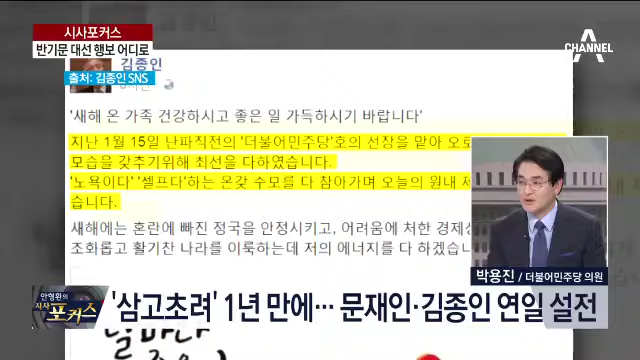 시사포커스
반기문 대선 행보 어디로
출처: 김종인 SNS
CHANNEL A
김종인
'새해 온 가족 건강하시고 좋은 일 가득하시기 바랍니다'
지난 1월 15일 난파직전의 '더불어민주당'호의 선장을 맡아 오로
모습을 갖추기위해 최선을 다하였습니다.
'노욕이다' '셀프다'하는 온갖 수모를 다 참아가며 오늘의 원내 제
습니다.
새해에는 혼란에 빠진 정국을 안정시키고, 어려움에 처한 경제
조화롭고 활기찬 나라를 이룩하는데 저의 에너지를 다 하겠습니
박용진 / 더불어민주당 의원
안형환의
시사포커스
'삼고초려' 1년 만에… 문재인·김종인 연일 설전